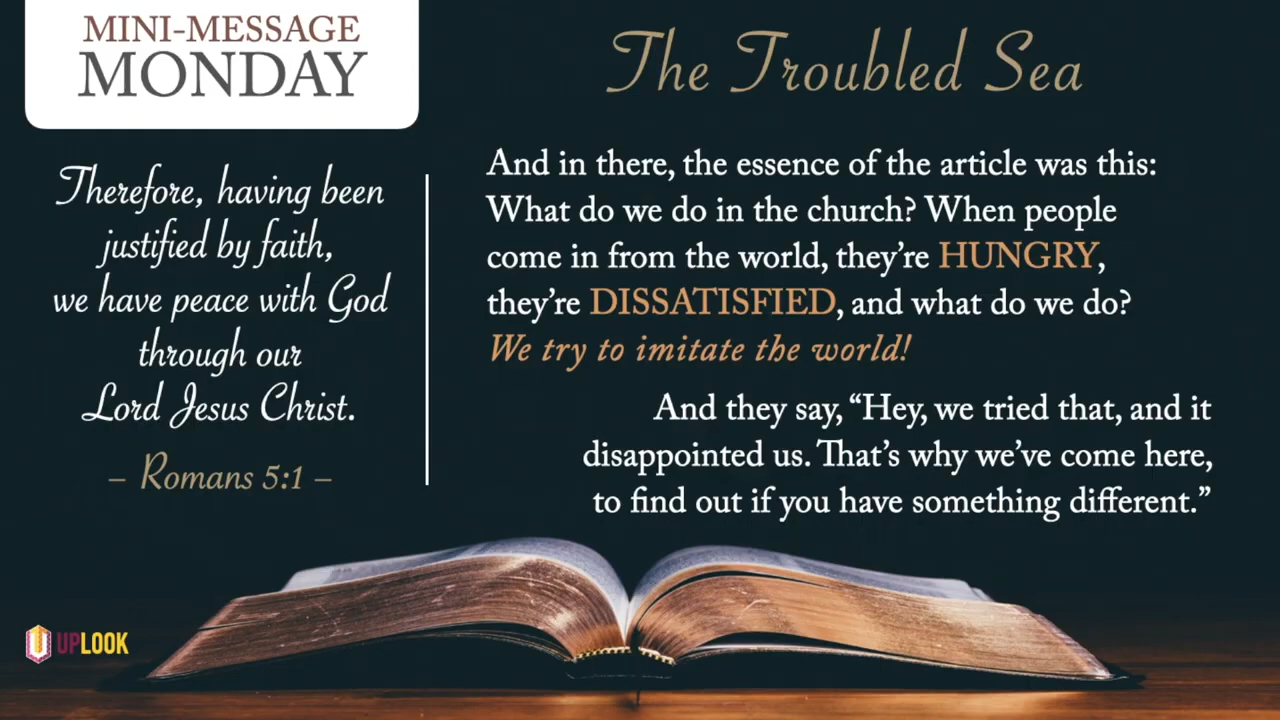 MINI-MESSAGE
MONDAY
Therefore, having been
justified by faith,
we have peace with God
through our
Lord Jesus Christ.
– Romans 5:1 –
The Troubled Sea
And in there, the essence of the article was this:
What do we do in the church? When people
come in from the world, they’re HUNGRY,
they’re DISSATISFIED, and what do we do?
We try to imitate the world!
And they say, “Hey, we tried that, and it
disappointed us. That’s why we’ve come here,
to find out if you have something different.”
UPLOOK